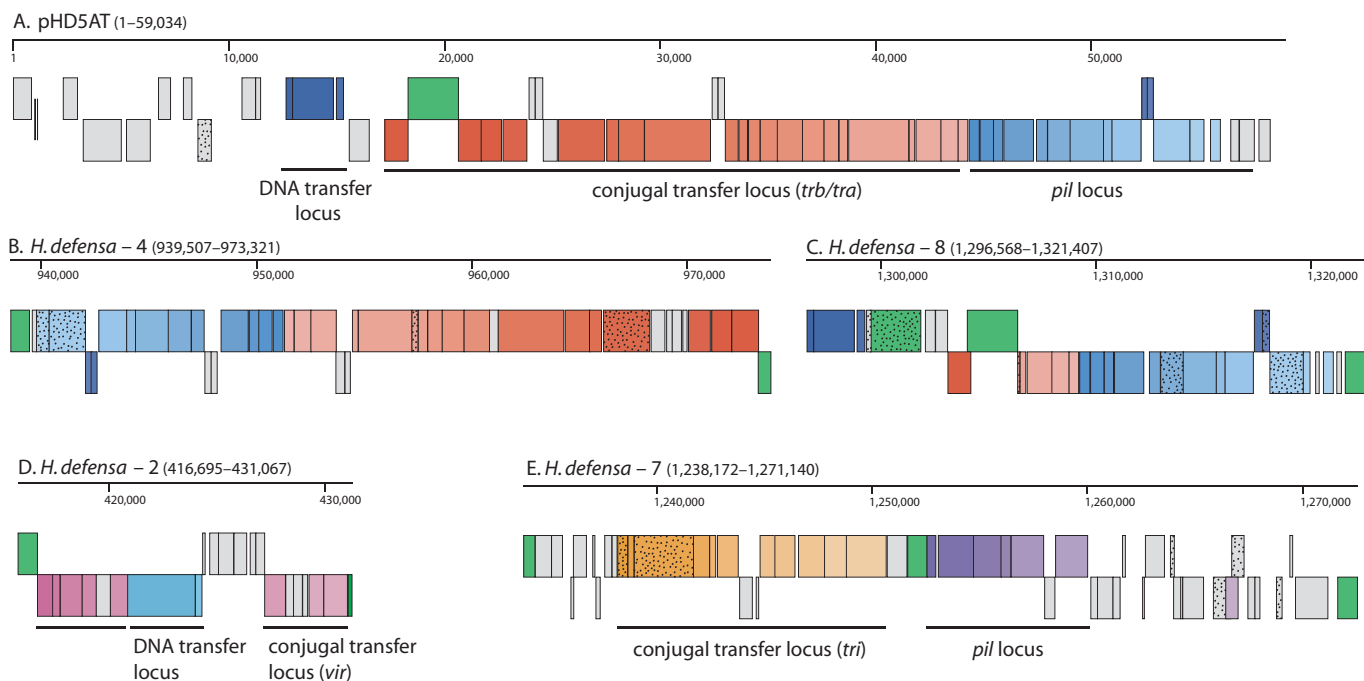 A. pHD5AT (1–59,034)
1 10,000 20,000 30,000 40,000 50,000
DNA transfer
locus
conjugal transfer locus (trb/tra)
pil locus
B. H. defensa – 4 (939,507–973,321)
940,000 950,000 960,000 970,000
C. H. defensa – 8 (1,296,568–1,321,407)
1,300,000 1,310,000 1,320,000
D. H. defensa – 2 (416,695–431,067)
420,000 430,000
DNA transfer
locus
conjugal transfer
locus (vir)
E. H. defensa – 7 (1,238,172–1,271,140)
1,240,000 1,250,000 1,260,000 1,270,000
conjugal transfer locus (tri)
pil locus